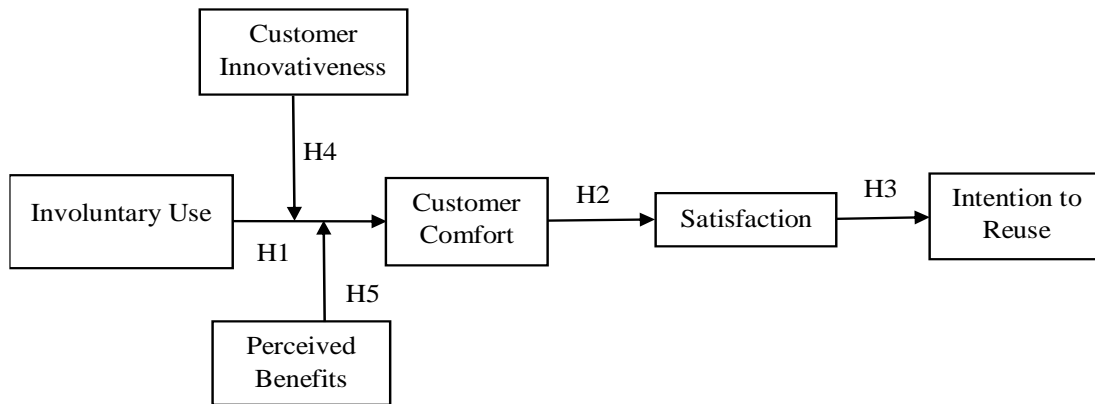 Customer
Innovativeness
H4
Involuntary Use
H1
Customer
Comfort
H2
Satisfaction
H3
Intention to
Reuse
H5
Perceived
Benefits